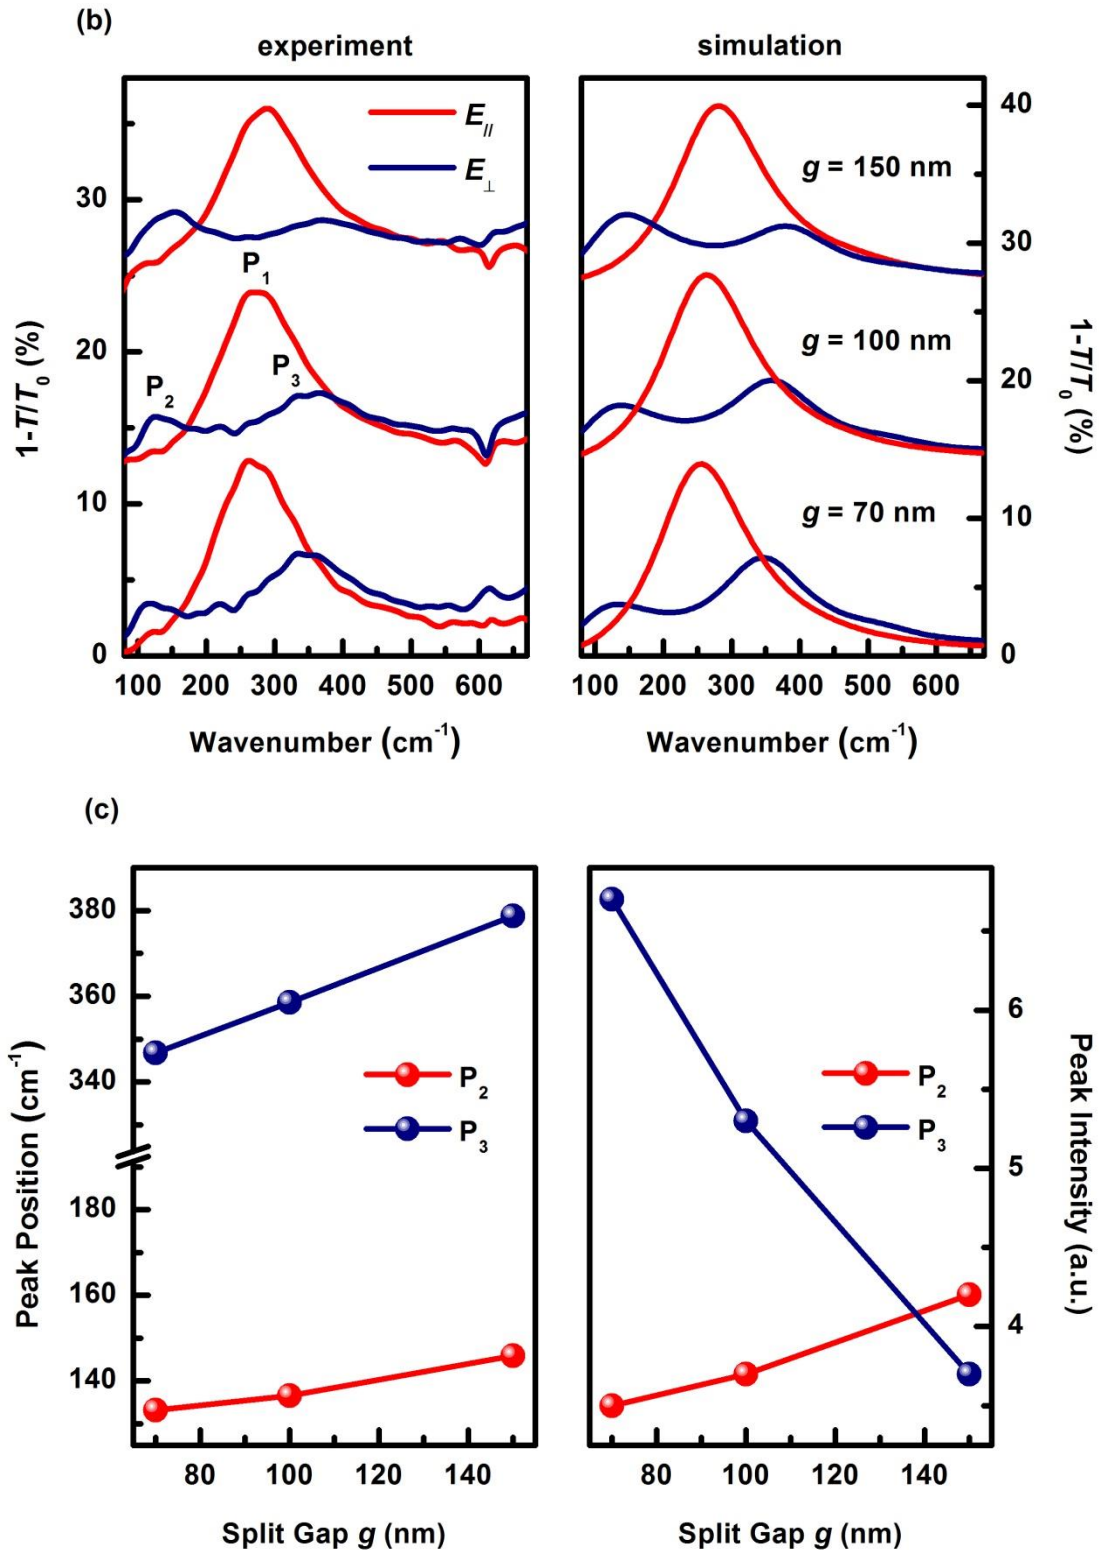 (b)
experiment
simulation
E//
E⊥
30
20
10
0
1-T/T0 (%)
P1
P2
P3
100 200 300 400 500 600
Wavenumber (cm-1)
g = 150 nm
g = 100 nm
g = 70 nm
40
30
20
10
0
1-T/T0 (%)
100 200 300 400 500 600
Wavenumber (cm-1)
(c)
380
360
340
180
160
140
Peak Position (cm-1)
P2
P3
80 100 120 140
Split Gap g (nm)
P2
P3
6
5
4
Peak Intensity (a.u.)
80 100 120 140
Split Gap g (nm)